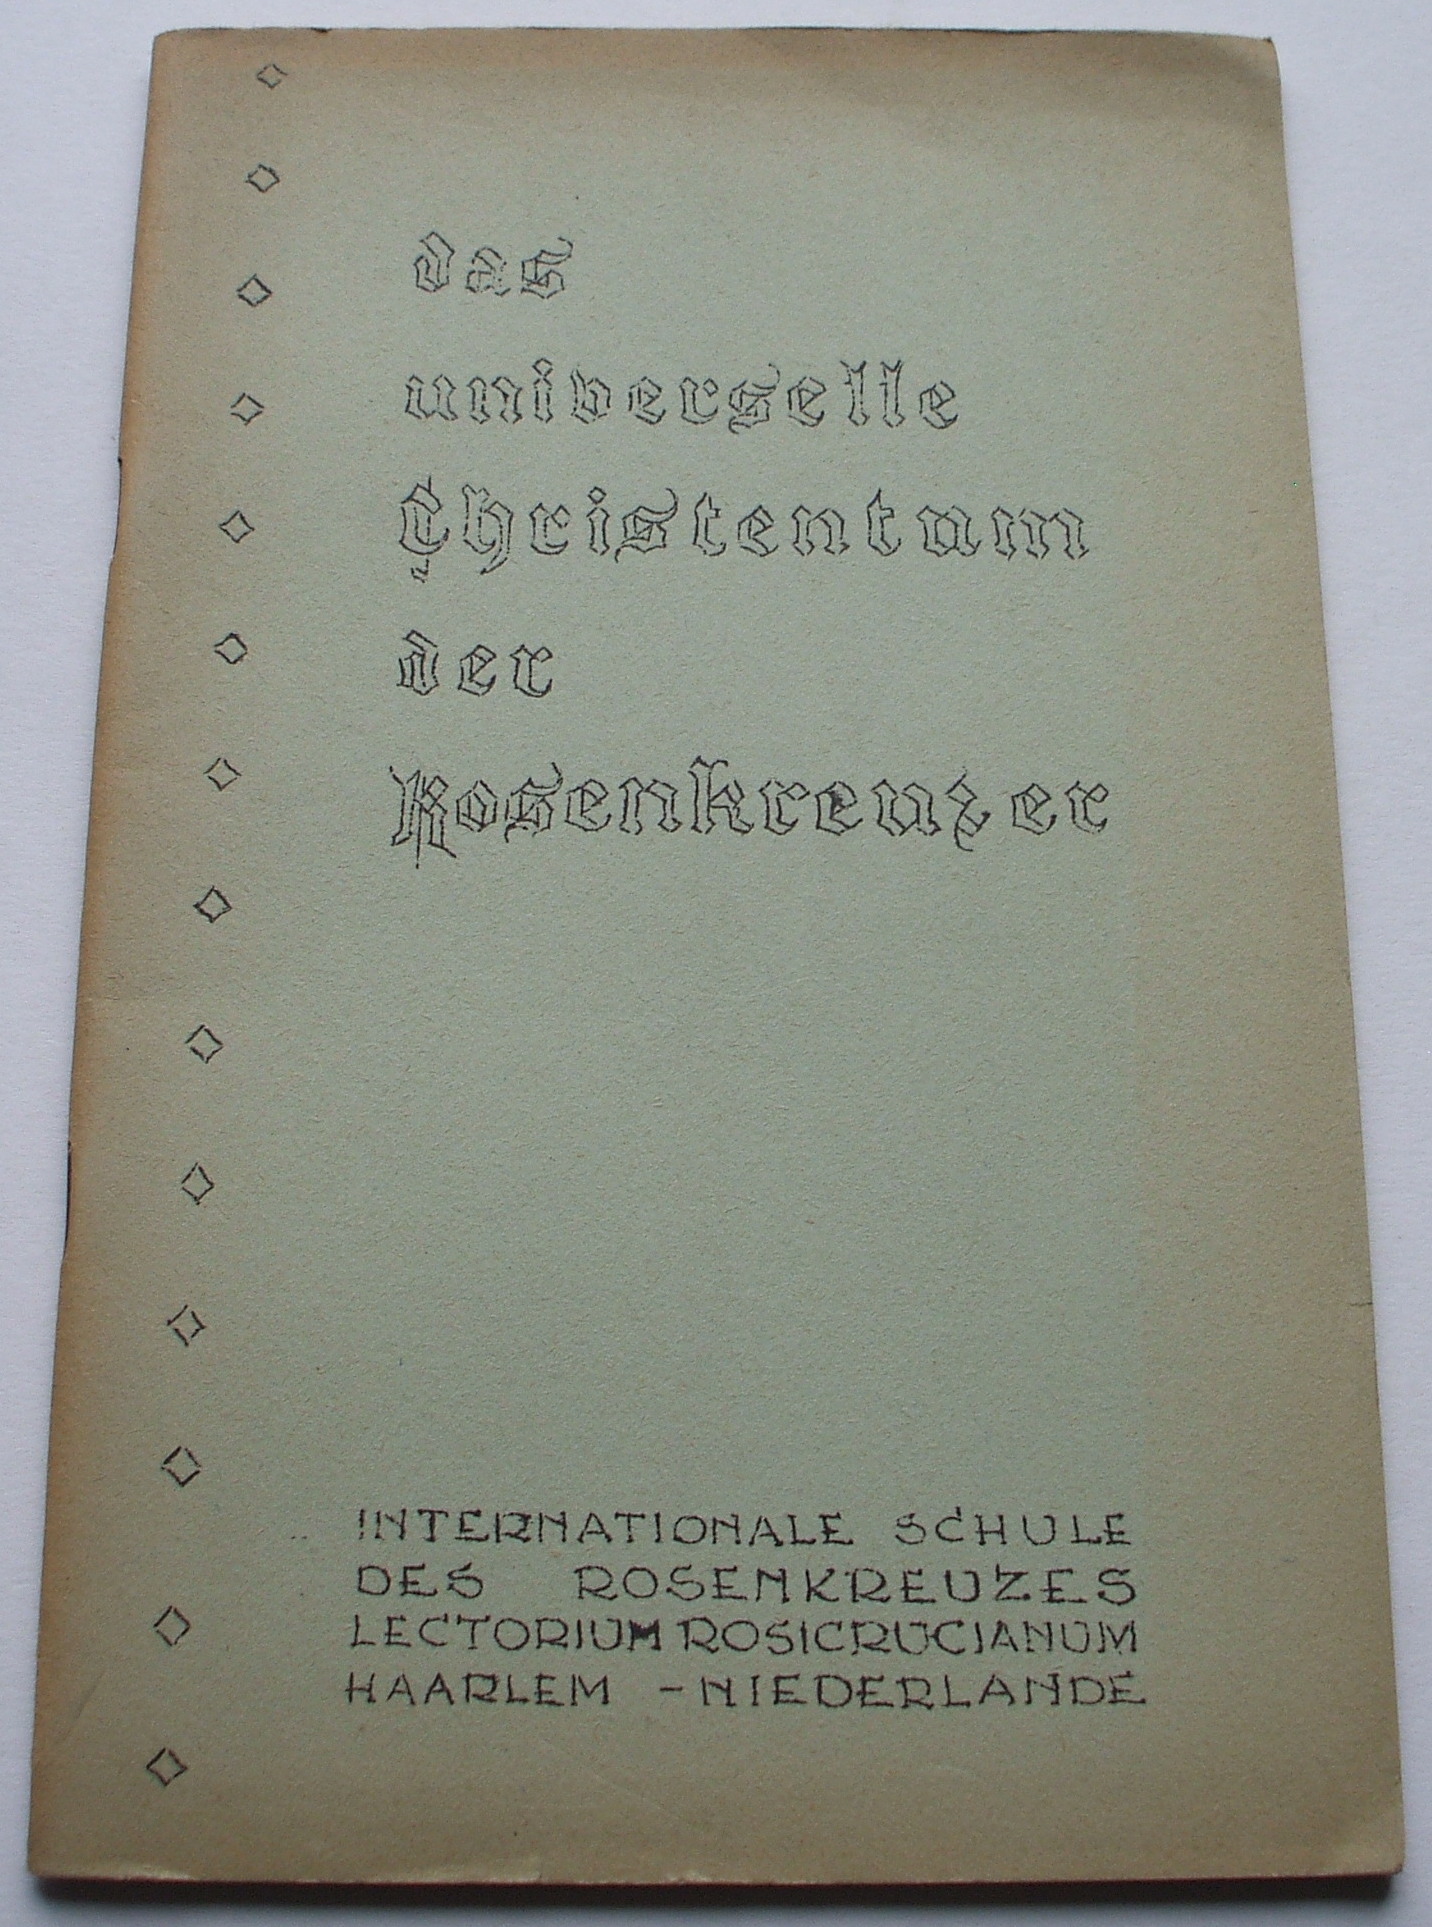 das
universelle
Christentum
der
Rosenkreuzer
INTERNATIONALE SCHULE
DES ROSENKREUZES
LECTORIUM ROSICRUCIANUM
HAARLEM - NIEDERLANDE